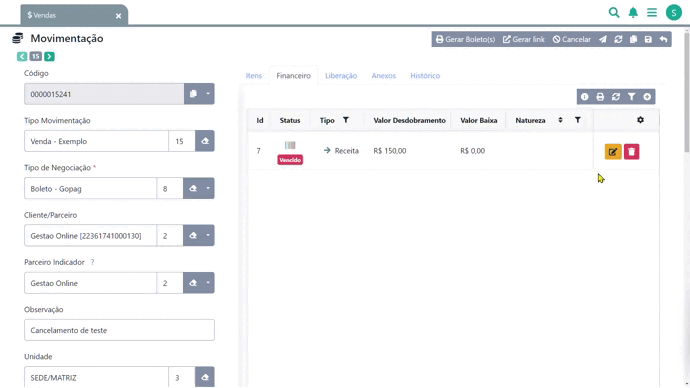 $ Vendas ×
S
Movimentação
Gerar Boleto(s) Gerar link Cancelar
15
Código
0000015241
Tipo Movimentação
Venda - Exemplo 15
Tipo de Negociação *
Boleto - Gopag 8
Cliente/Parceiro
Gestao Online [22361741000130] 2
Parceiro Indicador ?
Gestao Online 2
Observação
Cancelamento de teste
Unidade
SEDE/MATRIZ 3
Itens Financeiro Liberação Anexos Histórico
Id Status Tipo Valor Desdobramento Valor Baixa Natureza
7 Vencido Receita R$ 150,00 R$ 0,00